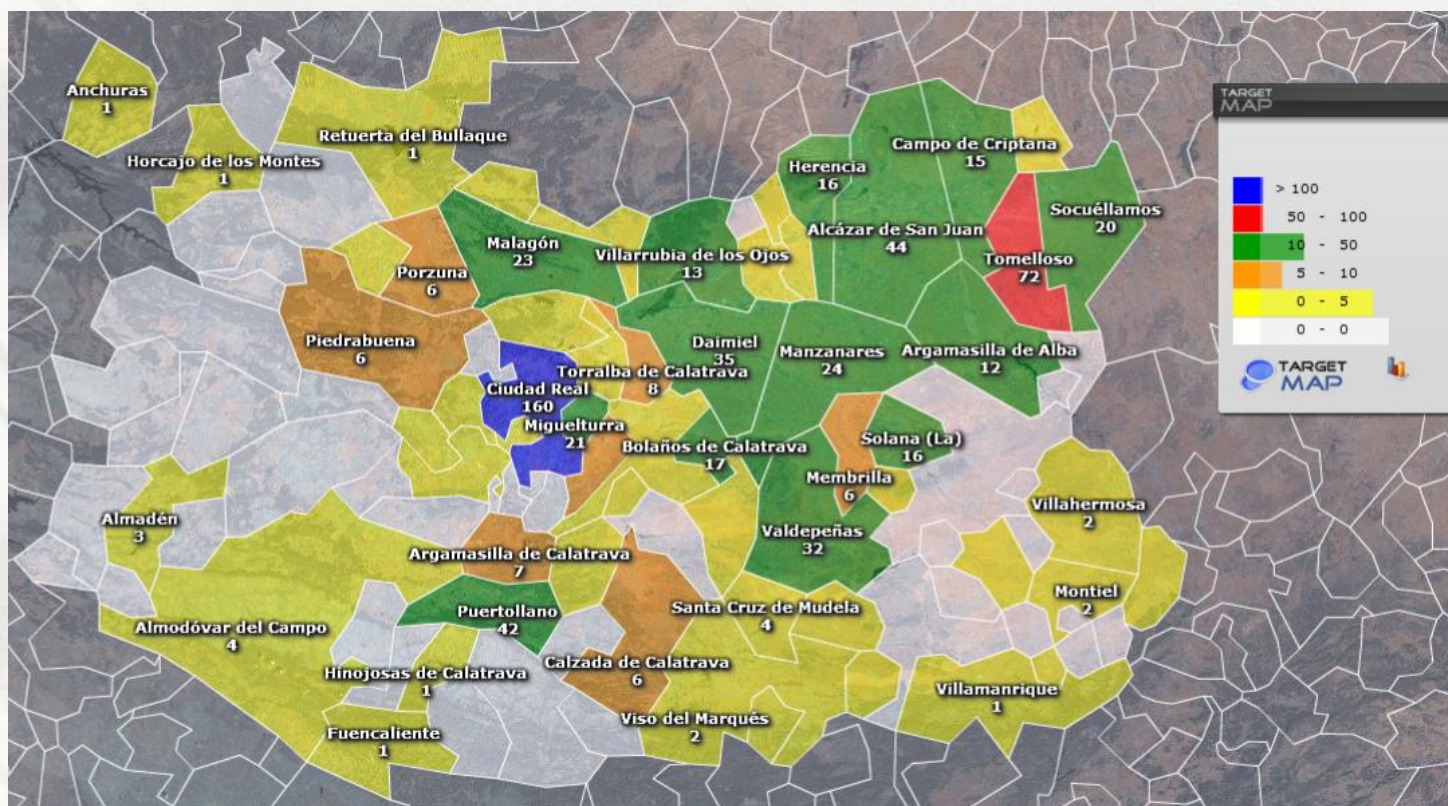 Anchuras
1
Retuerta del Bullaque
1
Horcajo de los Montes
1
Campo de Criptana
15
Herencia
16
Socuéllamos
20
Alcázar de San Juan
44
Malagón
23
Villarrubia de los Ojos
13
Tomelloso
72
Porzuna
6
Piedrabuena
6
Daimiel
35
Manzanares
24
Argamasilla de Alba
12
Torralba de Calatrava
8
Ciudad Real
160
Miguelturra
21
Bolaños de Calatrava
17
Solana (La)
16
Membrilla
6
Villahermosa
2
Almadén
3
Valdepeñas
32
Argamasilla de Calatrava
7
Montiel
2
Puertollano
42
Santa Cruz de Mudela
4
Almodóvar del Campo
4
Hinojosas de Calatrava
1
Calzada de Calatrava
6
Villamanrique
1
Viso del Marqués
2
Fuencaliente
1
TARGET
MAP
> 100
50 - 100
10 - 50
5 - 10
0 - 5
0 - 0
TARGET
MAP